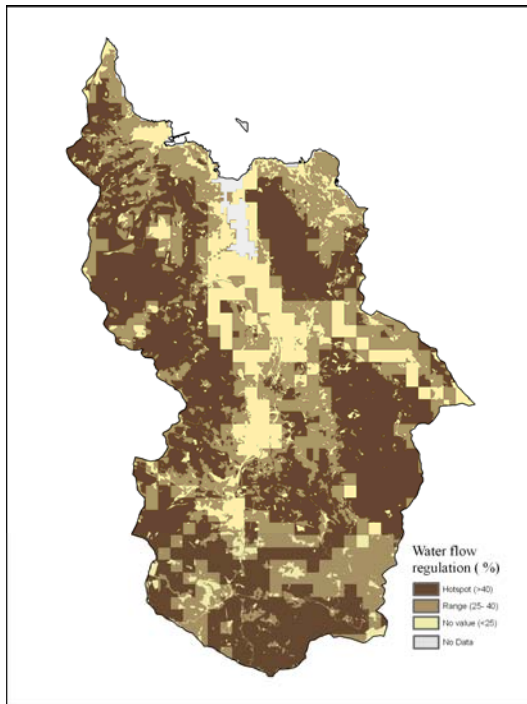 Water flow
regulation ( %)
Hotspot (>40)
Range (25- 40)
No value (<25)
No Data